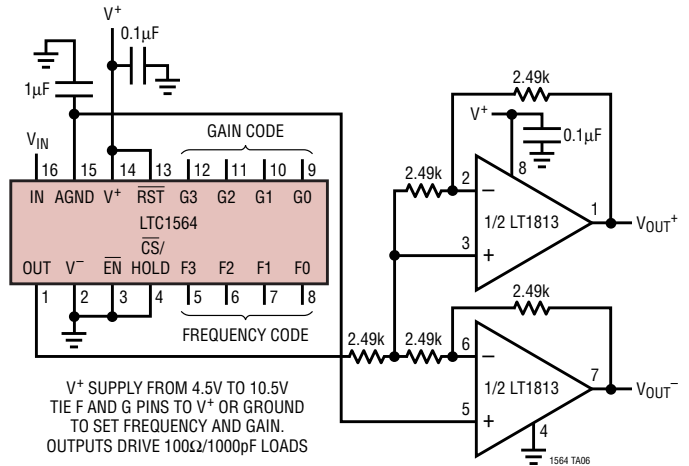 V+
0.1µF
1µF
2.49k
V+
0.1µF
VIN
GAIN CODE
16 15 14 13 12 11 10 9
IN AGND V+ RST G3 G2 G1 G0
LTC1564
CS/
OUT V− EN HOLD F3 F2 F1 F0
1 2 3 4 5 6 7 8
FREQUENCY CODE
2.49k
2
−
8
1/2 LT1813
1
VOUT+
3
+
2.49k
2.49k
2.49k
6
−
1/2 LT1813
7
VOUT−
5
+
4
V+ SUPPLY FROM 4.5V TO 10.5V
TIE F AND G PINS TO V+ OR GROUND
TO SET FREQUENCY AND GAIN.
OUTPUTS DRIVE 100Ω/1000pF LOADS
1564 TA06